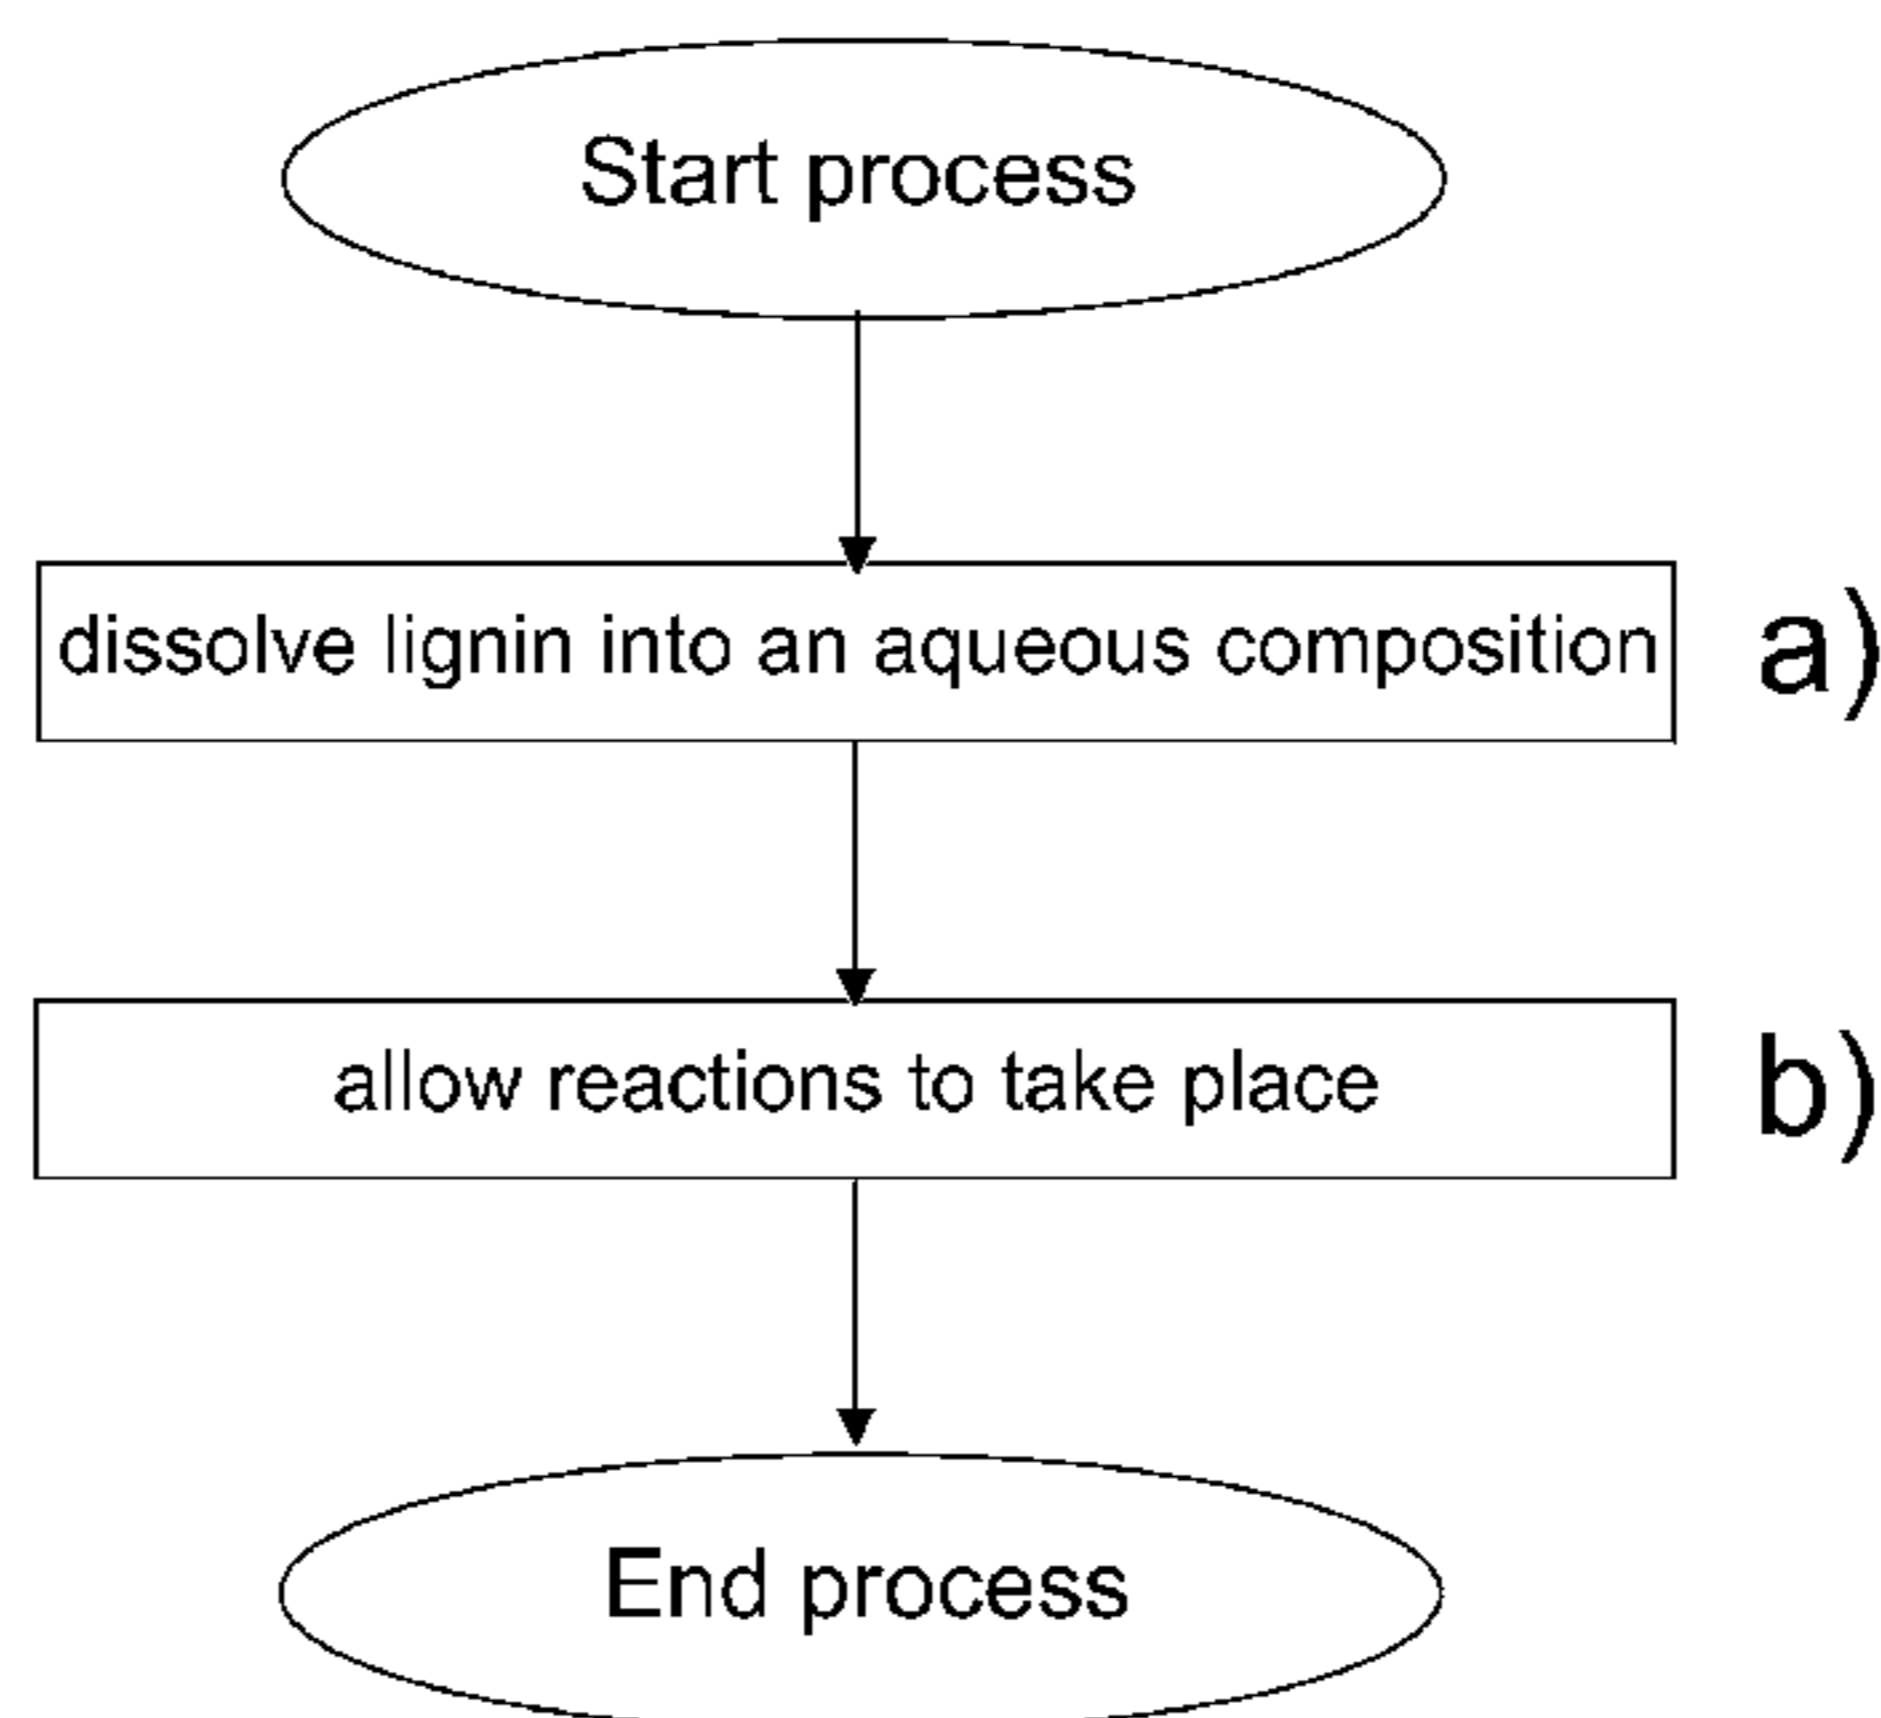 Start process
dissolve lignin into an aqueous composition
a)
allow reactions to take place
b)
End process